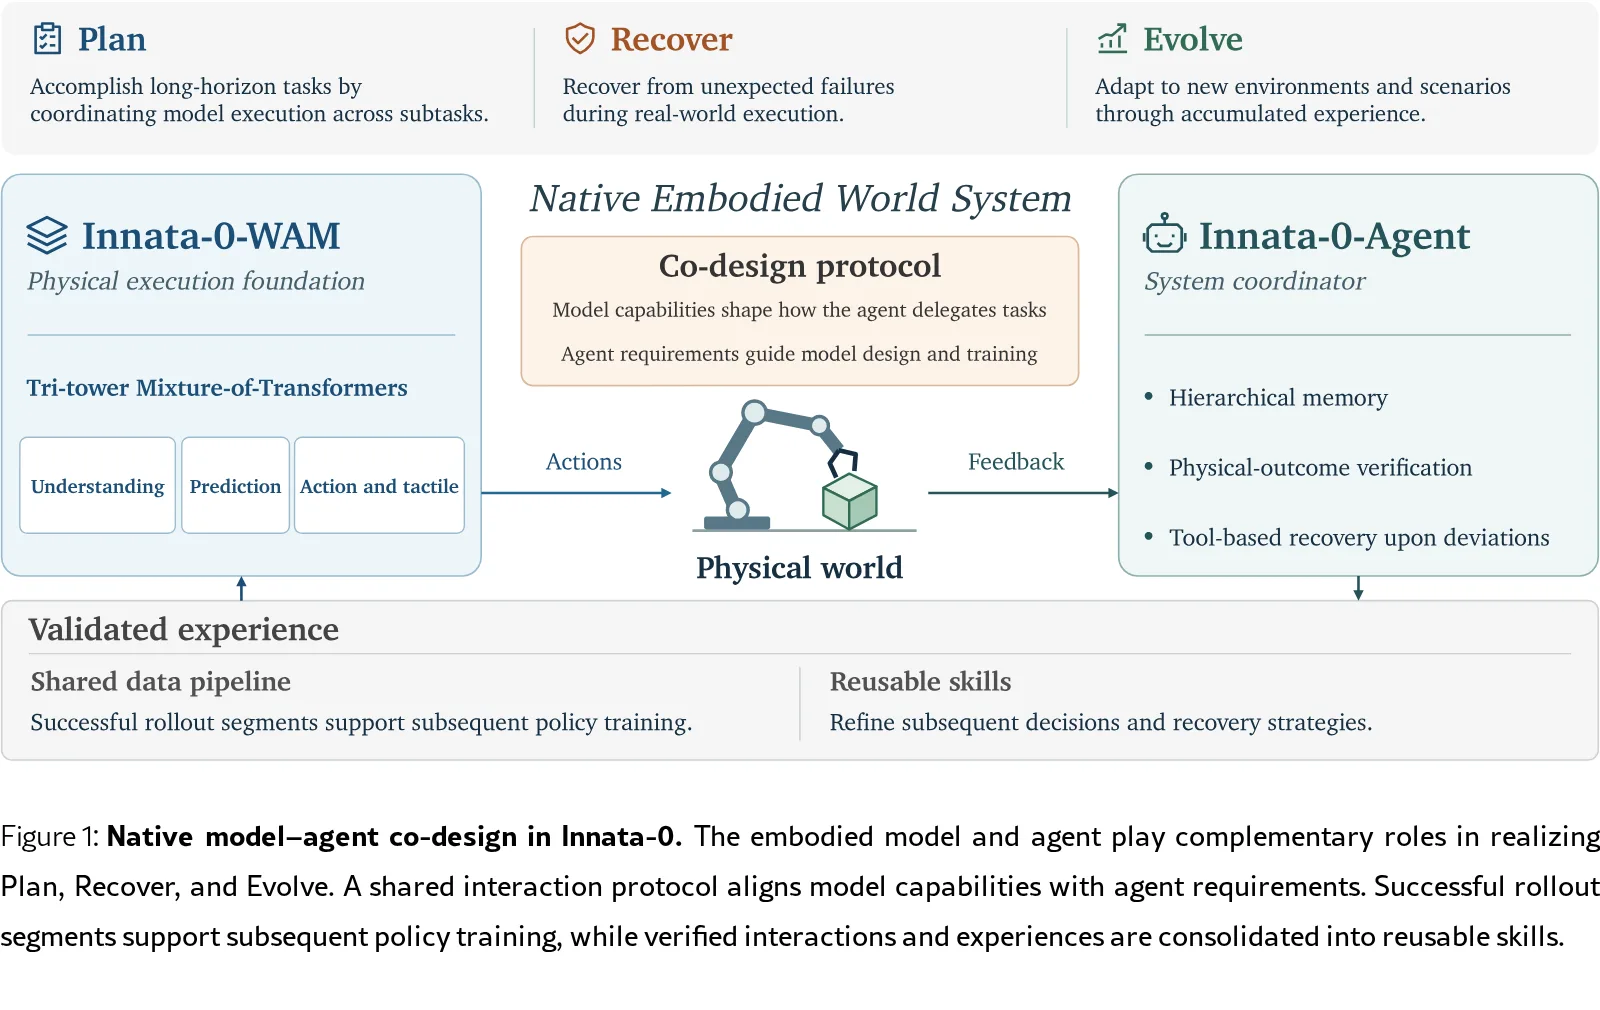 Plan
Accomplish long-horizon tasks by
coordinating model execution across subtasks.
Recover
Recover from unexpected failures
during real-world execution.
Evolve
Adapt to new environments and scenarios
through accumulated experience.
Innata-0-WAM
Physical execution foundation
Tri-tower Mixture-of-Transformers
Understanding
Prediction
Action and tactile
Native Embodied World System
Co-design protocol
Model capabilities shape how the agent delegates tasks
Agent requirements guide model design and training
Actions
Feedback
Physical world
Innata-0-Agent
System coordinator
• Hierarchical memory
• Physical-outcome verification
• Tool-based recovery upon deviations
Validated experience
Shared data pipeline
Successful rollout segments support subsequent policy training.
Reusable skills
Refine subsequent decisions and recovery strategies.
Figure 1: Native model–agent co-design in Innata-0. The embodied model and agent play complementary roles in realizing
Plan, Recover, and Evolve. A shared interaction protocol aligns model capabilities with agent requirements. Successful rollout
segments support subsequent policy training, while verified interactions and experiences are consolidated into reusable skills.